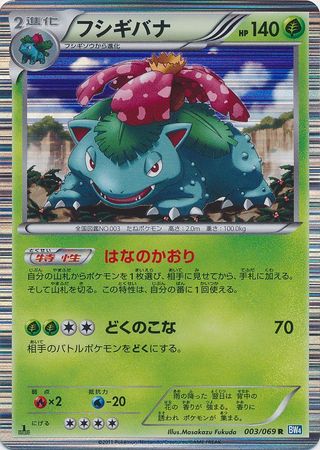 2進化
フシギバナ
HP 140
フシギソウから進化
全国図鑑NO.003 たねポケモン 高さ:2.0m 重さ:100.0kg
とくせい
特性 はなのかおり
自分の山札からポケモンを1枚選び、相手に見せてから、手札に加える。
そして山札を切る。この特性は、自分の番に1回使える。
どくのこな 70
相手のバトルポケモンをどくにする。
弱点 抵抗力
×2 -20
にげる
雨の降った 翌日は 背中の
花の 香りが 強まる。 香りに
誘われ ポケモンが 集まる。
Illus.Masakazu Fukuda
003/069 R BW4
©2011 Pokémon/Nintendo/Creatures/GAME FREAK.